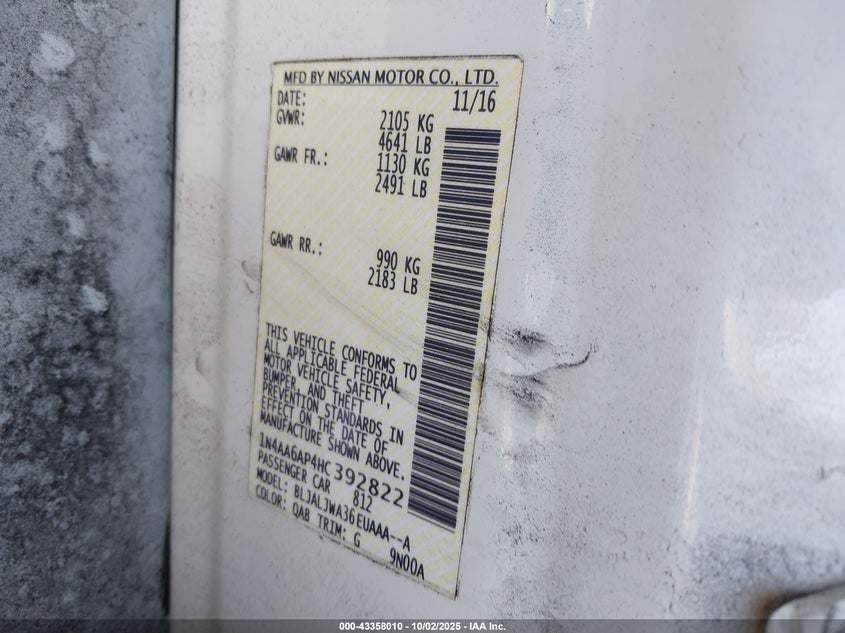 MFD BY NISSAN MOTOR CO., LTD.
DATE: 11/16
GVWR: 2105 KG
4641 LB
GAWR FR.: 1130 KG
2491 LB
GAWR RR.: 990 KG
2183 LB
THIS VEHICLE CONFORMS TO
ALL APPLICABLE FEDERAL
MOTOR VEHICLE SAFETY,
BUMPER, AND THEFT
PREVENTION STANDARDS IN
EFFECT ON THE DATE OF
MANUFACTURE SHOWN ABOVE.
1N4AA6AP4HC392822
PASSENGER CAR 812
MODEL: BLJALJWA36EUAAA--A
COLOR: QAB TRIM: G 9N00A
000-43358010 - 10/02/2025 - IAA Inc.